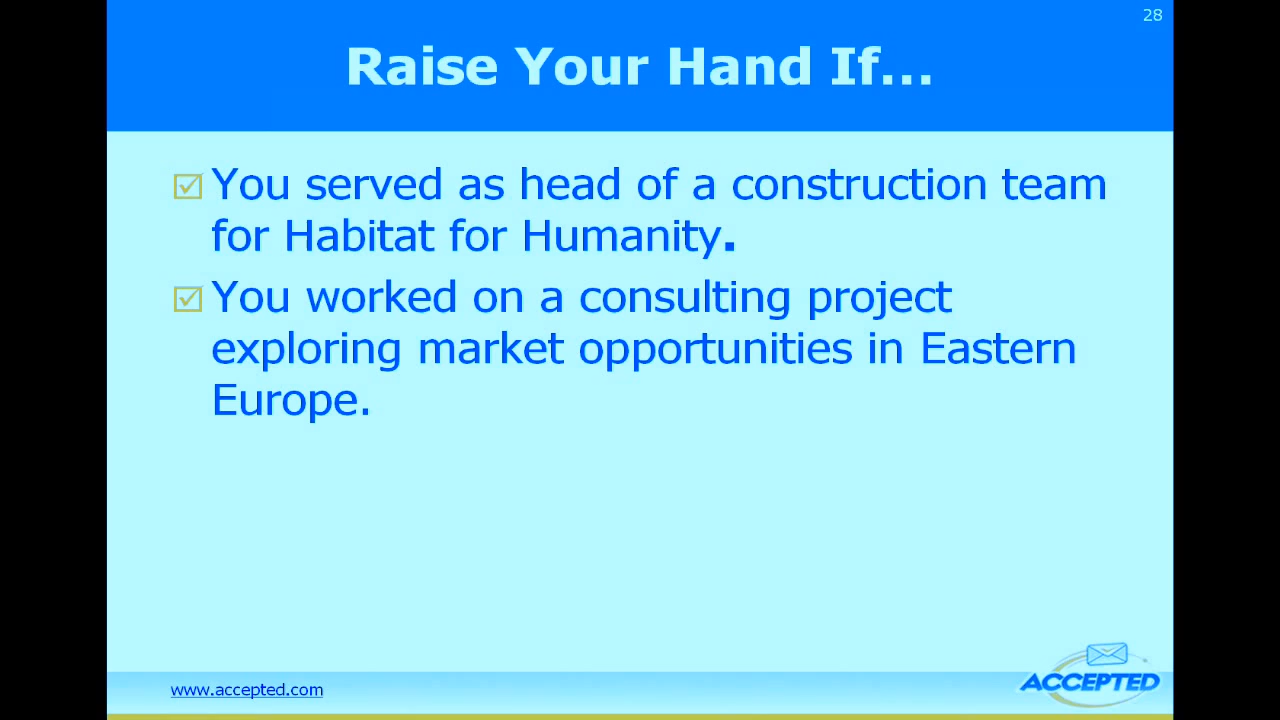 28
Raise Your Hand If...
You served as head of a construction team
for Habitat for Humanity.
You worked on a consulting project
exploring market opportunities in Eastern
Europe.
www.accepted.com
ACCEPTED